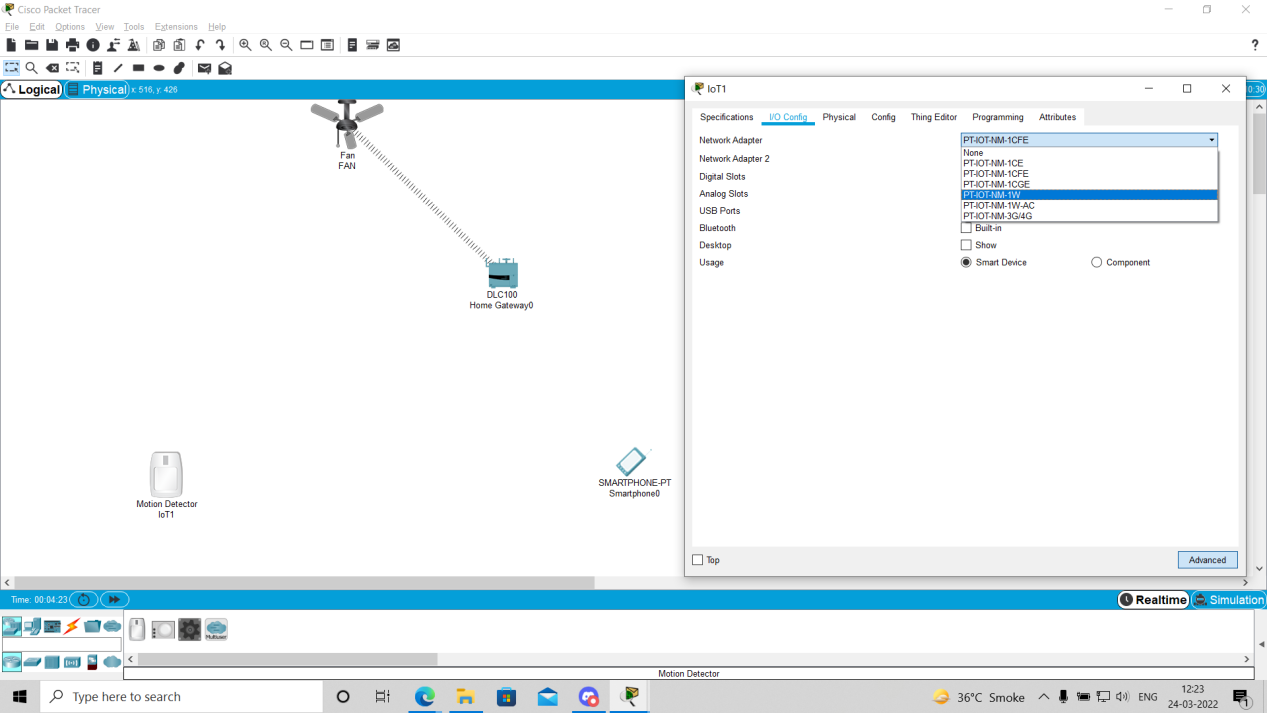 Cisco Packet Tracer
File Edit Options View Tools Extensions Help
?
Logical Physical x: 516, y: 426
0:30
IoT1
Specifications I/O Config Physical Config Thing Editor Programming Attributes
Network Adapter PT-IOT-NM-1CFE
None
Network Adapter 2 PT-IOT-NM-1CE
PT-IOT-NM-1CFE
Digital Slots PT-IOT-NM-1CGE
Analog Slots PT-IOT-NM-1W
PT-IOT-NM-1W-AC
USB Ports PT-IOT-NM-3G/4G
Bluetooth Built-in
Desktop Show
Usage Smart Device Component
Fan
FAN
DLC100
Home Gateway0
Motion Detector
IoT1
SMARTPHONE-PT
Smartphone0
Top Advanced
Time: 00:04:23 Realtime Simulation
Multiuser
Motion Detector
Type here to search
36°C Smoke ENG 12:23
24-03-2022
1